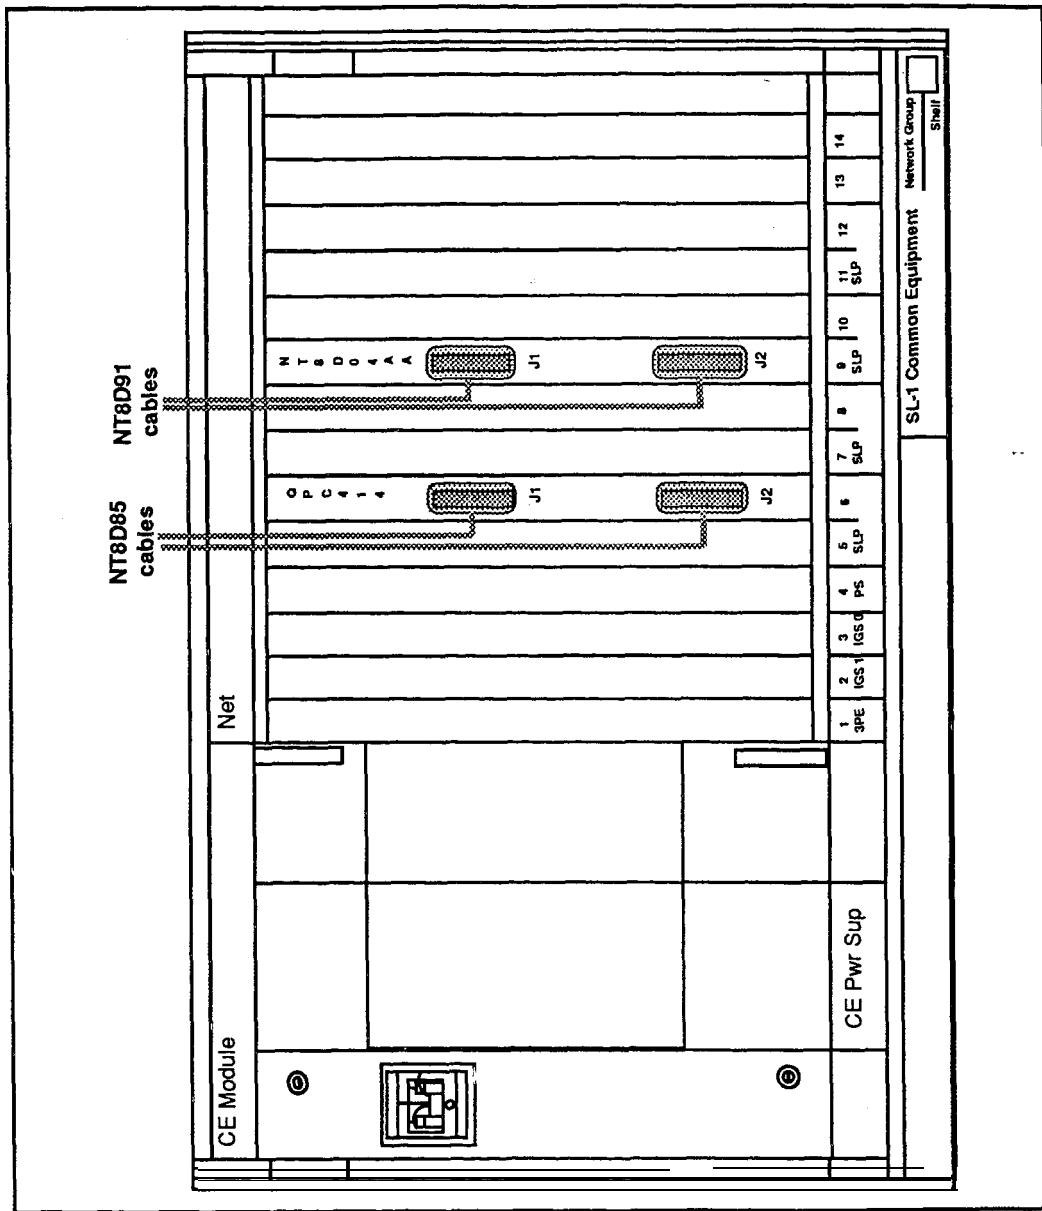 CE Module
Net
NT8D85
cables
NT8D91
cables
QPC414
J1
J2
NT8D04AA
J1
J2
CE Pwr Sup
1
3PE
2
IGS 1
3
IGS 0
4
PS
5
SLP
6
7
SLP
8
9
SLP
10
11
SLP
12
13
14
SL-1 Common Equipment
Network Group
Shelf